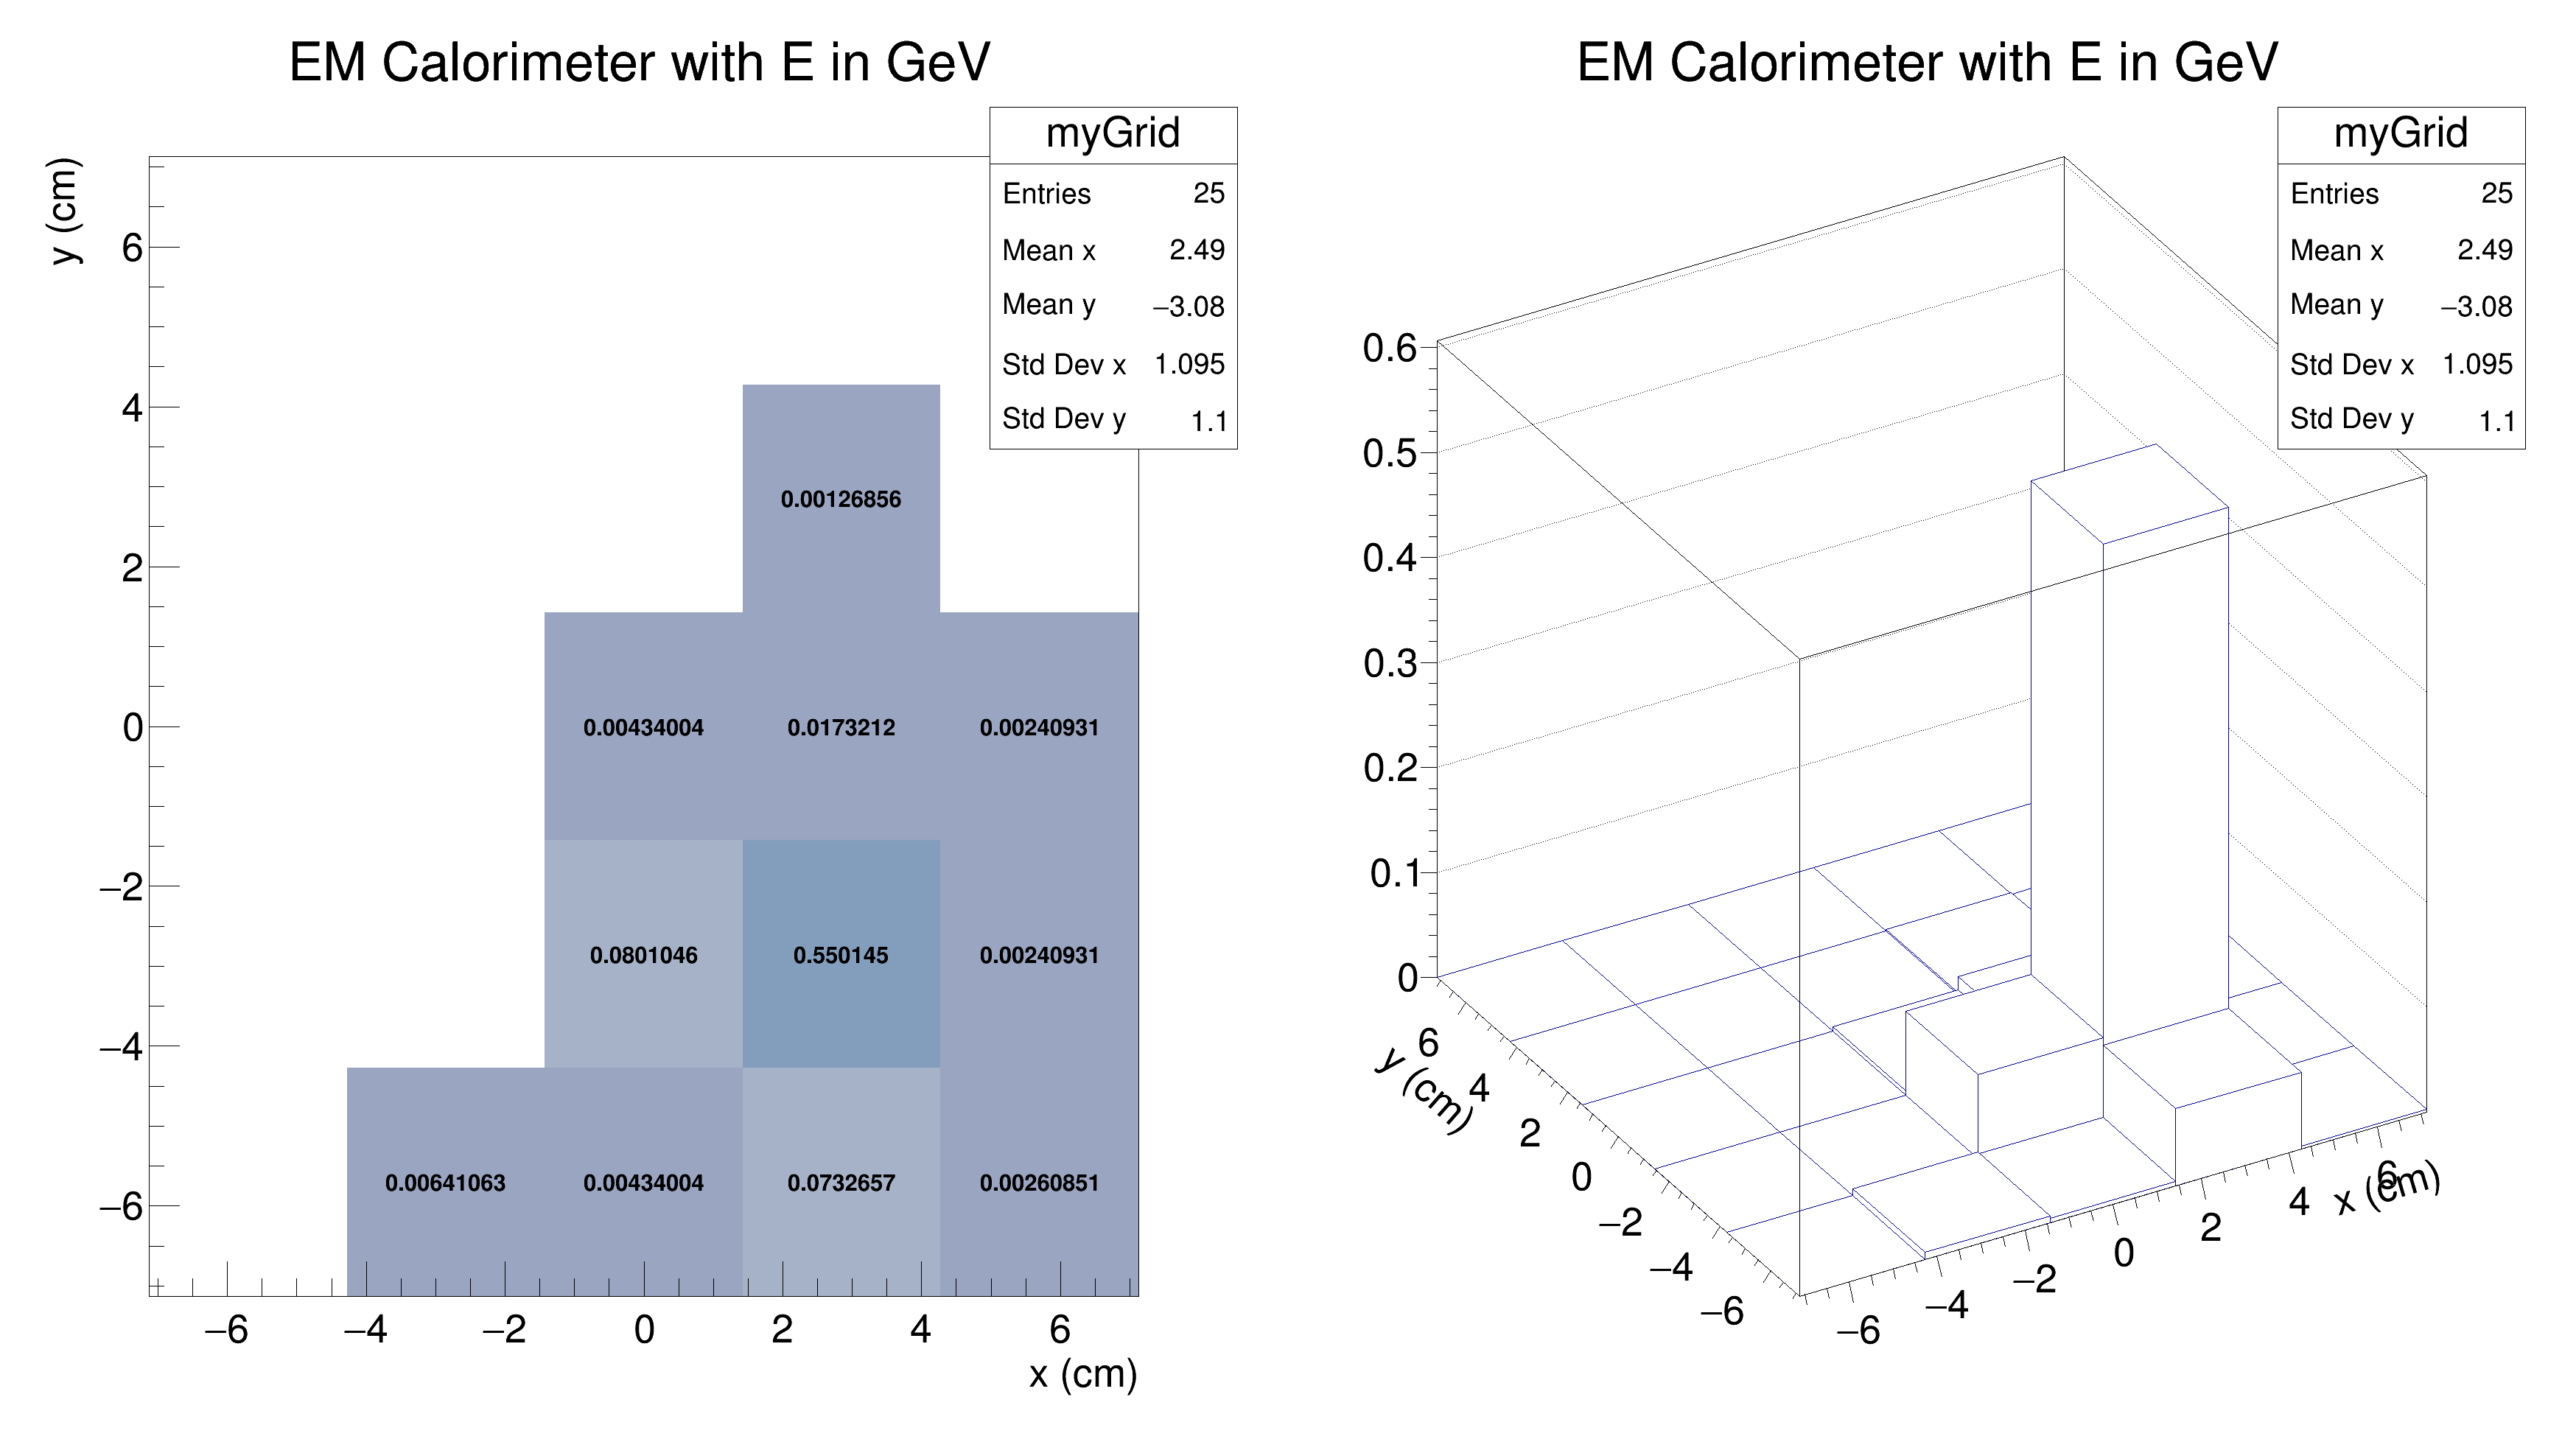 EM Calorimeter with E in GeV
myGrid
Entries 25
Mean x 2.49
Mean y −3.08
Std Dev x 1.095
Std Dev y 1.1
y (cm)
6
4
2
0
−2
−4
−6
0.00126856
0.00434004 0.0173212 0.00240931
0.0801046 0.550145 0.00240931
0.00641063 0.00434004 0.0732657 0.00260851
−6 −4 −2 0 2 4 6
x (cm)
EM Calorimeter with E in GeV
myGrid
Entries 25
Mean x 2.49
Mean y −3.08
Std Dev x 1.095
Std Dev y 1.1
0.6
0.5
0.4
0.3
0.2
0.1
0
6
4
2
0
−2
−4
−6
y (cm)
−6
−4
−2
0
2
4
6
x (cm)